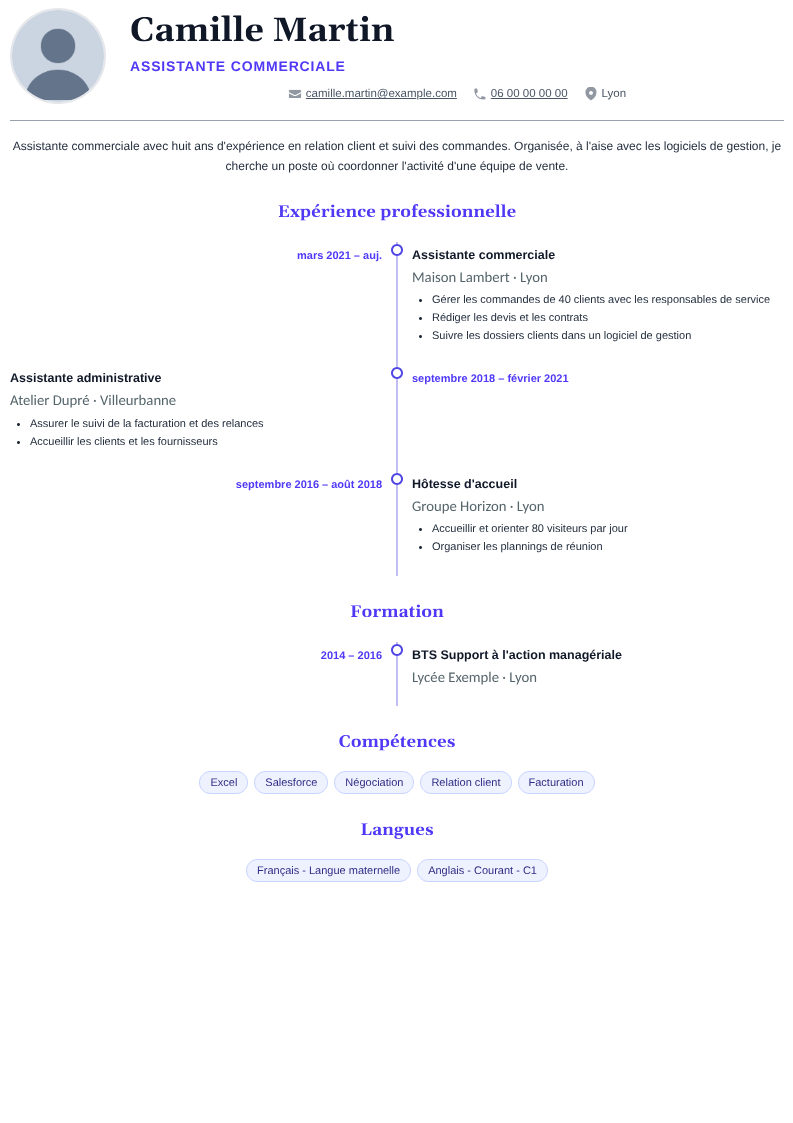 Camille Martin
ASSISTANTE COMMERCIALE
camille.martin@example.com 06 00 00 00 00 Lyon
Assistante commerciale avec huit ans d'expérience en relation client et suivi des commandes. Organisée, à l'aise avec les logiciels de gestion, je
cherche un poste où coordonner l'activité d'une équipe de vente.
Expérience professionnelle
mars 2021 – auj.
Assistante commerciale
Maison Lambert · Lyon
• Gérer les commandes de 40 clients avec les responsables de service
• Rédiger les devis et les contrats
• Suivre les dossiers clients dans un logiciel de gestion
septembre 2018 – février 2021
Assistante administrative
Atelier Dupré · Villeurbanne
• Assurer le suivi de la facturation et des relances
• Accueillir les clients et les fournisseurs
septembre 2016 – août 2018
Hôtesse d'accueil
Groupe Horizon · Lyon
• Accueillir et orienter 80 visiteurs par jour
• Organiser les plannings de réunion
Formation
2014 – 2016
BTS Support à l'action managériale
Lycée Exemple · Lyon
Compétences
Excel Salesforce Négociation Relation client Facturation
Langues
Français - Langue maternelle Anglais - Courant - C1